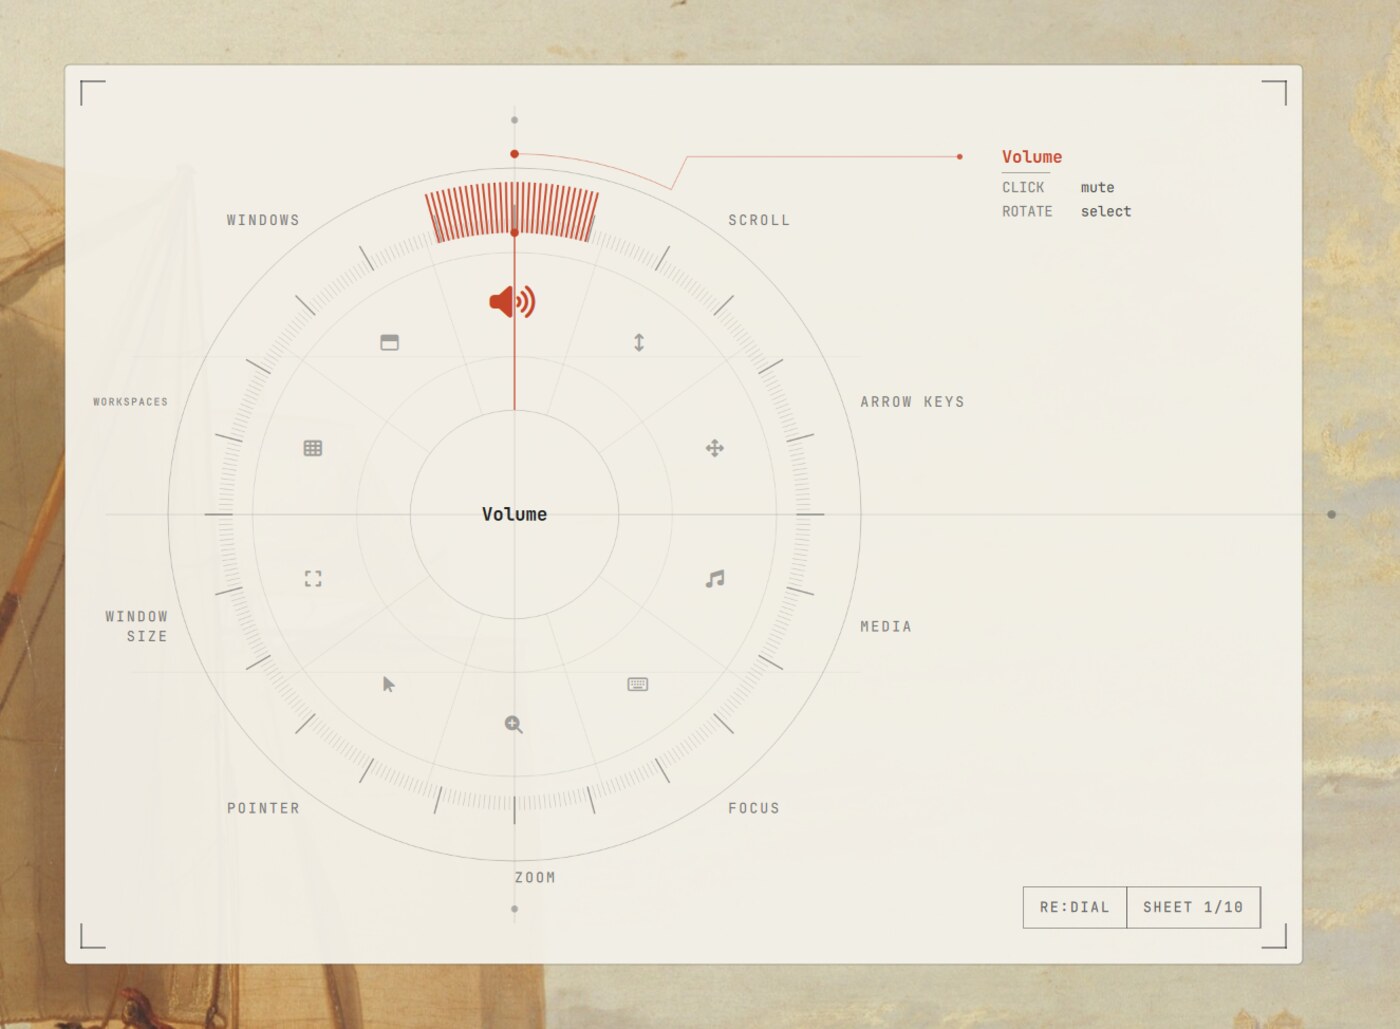 Volume
CLICK mute
ROTATE select
WINDOWS
SCROLL
WORKSPACES
ARROW KEYS
Volume
WINDOW
SIZE
MEDIA
POINTER
FOCUS
ZOOM
RE:DIAL
SHEET 1/10